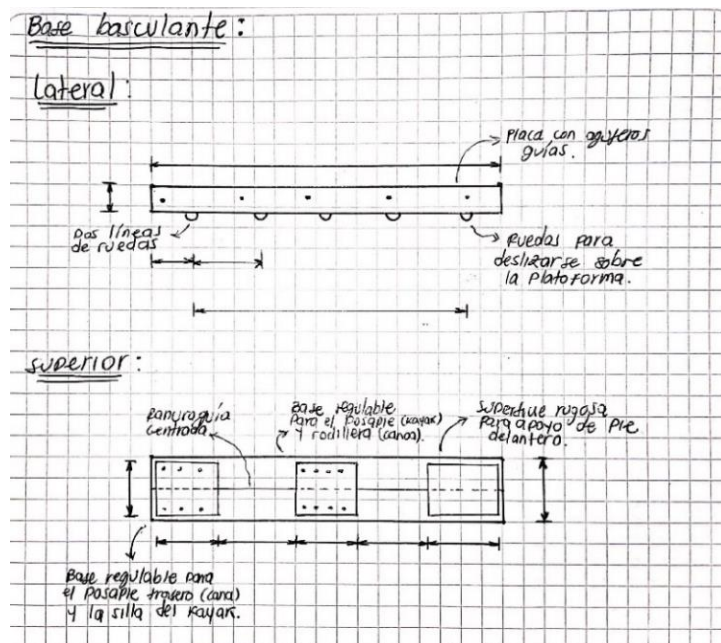 Base basculante:
Lateral:
Placa con agujeros
guías.
Dos líneas
de ruedas
Ruedas para
deslizarse sobre
la Plataforma.
Superior:
Ranura guía
centrada
Base regulable
para el Posapie (kayak)
y rodillera (canoa).
Superficie rugosa
Para apoyo de Pie
delantero.
Base regulable para
el Posapie trasero (canoa)
y la silla del kayak.